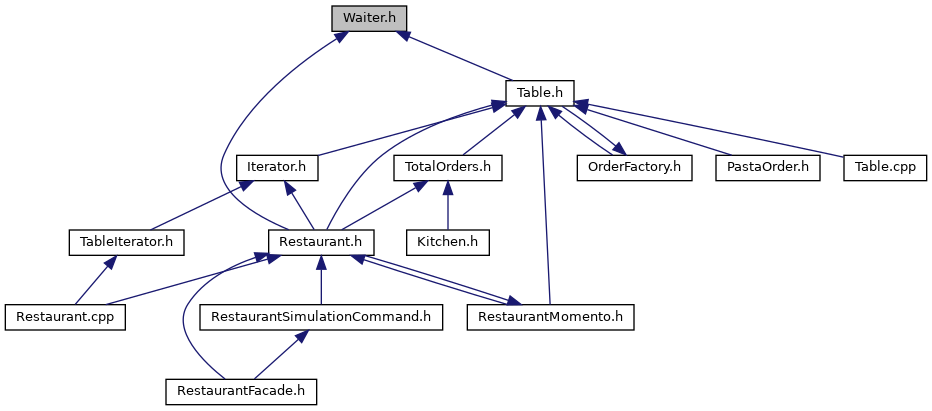 Waiter.h
Table.h
Iterator.h
TotalOrders.h
OrderFactory.h
PastaOrder.h
Table.cpp
TableIterator.h
Restaurant.h
Kitchen.h
Restaurant.cpp
RestaurantSimulationCommand.h
RestaurantMomento.h
RestaurantFacade.h